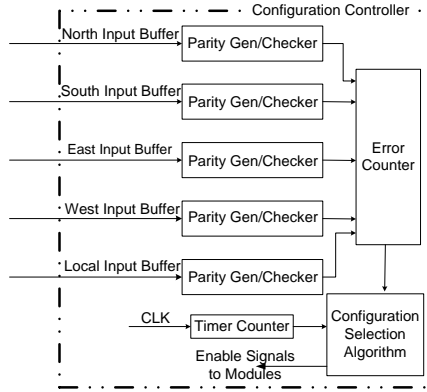 Configuration Controller
North Input Buffer
Parity Gen/Checker
South Input Buffer
Parity Gen/Checker
East Input Buffer
Parity Gen/Checker
Error
Counter
West Input Buffer
Parity Gen/Checker
Local Input Buffer
Parity Gen/Checker
CLK
Timer Counter
Configuration
Selection
Algorithm
Enable Signals
to Modules